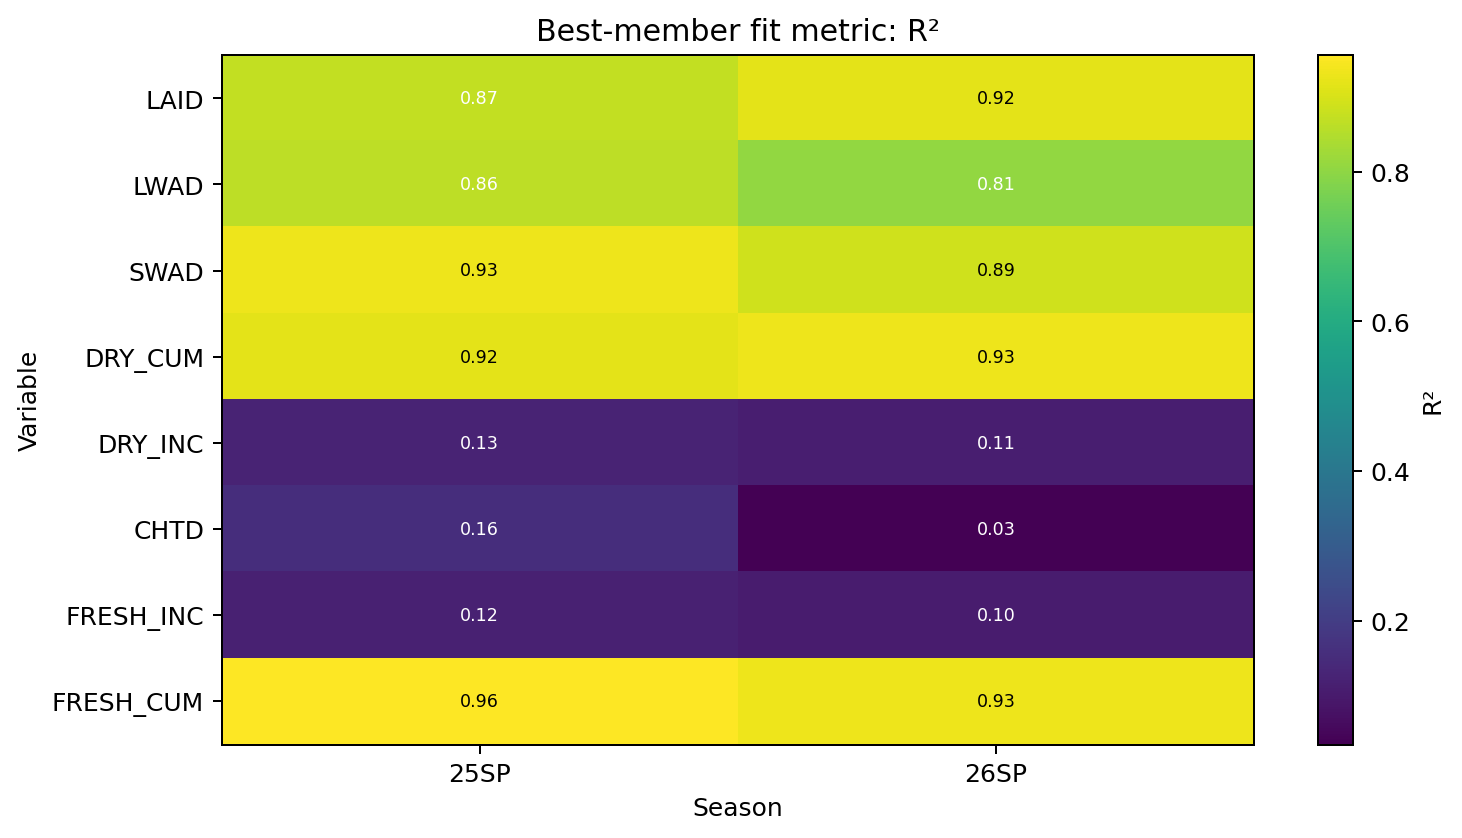 Best-member fit metric: R²
Variable
LAID 0.87 0.92
LWAD 0.86 0.81
SWAD 0.93 0.89
DRY_CUM 0.92 0.93
DRY_INC 0.13 0.11
CHTD 0.16 0.03
FRESH_INC 0.12 0.10
FRESH_CUM 0.96 0.93
25SP 26SP
Season
0.8
0.6
0.4
0.2
R²